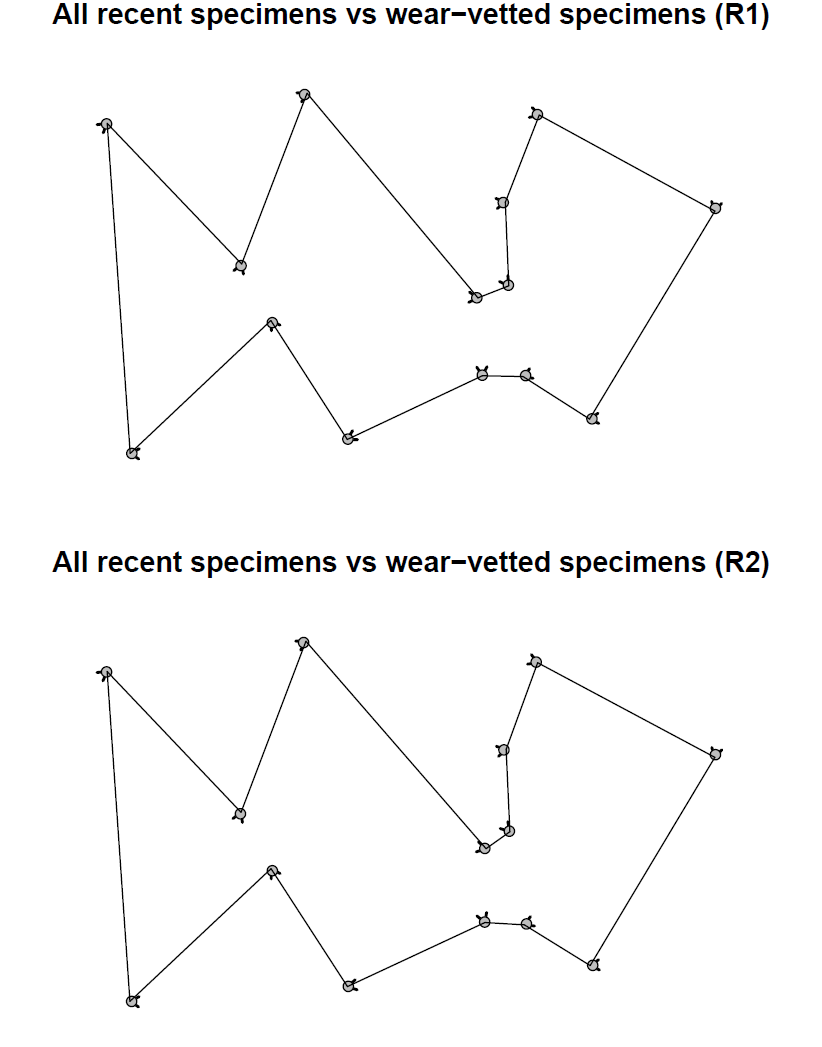 All recent specimens vs wear−vetted specimens (R1)
All recent specimens vs wear−vetted specimens (R2)